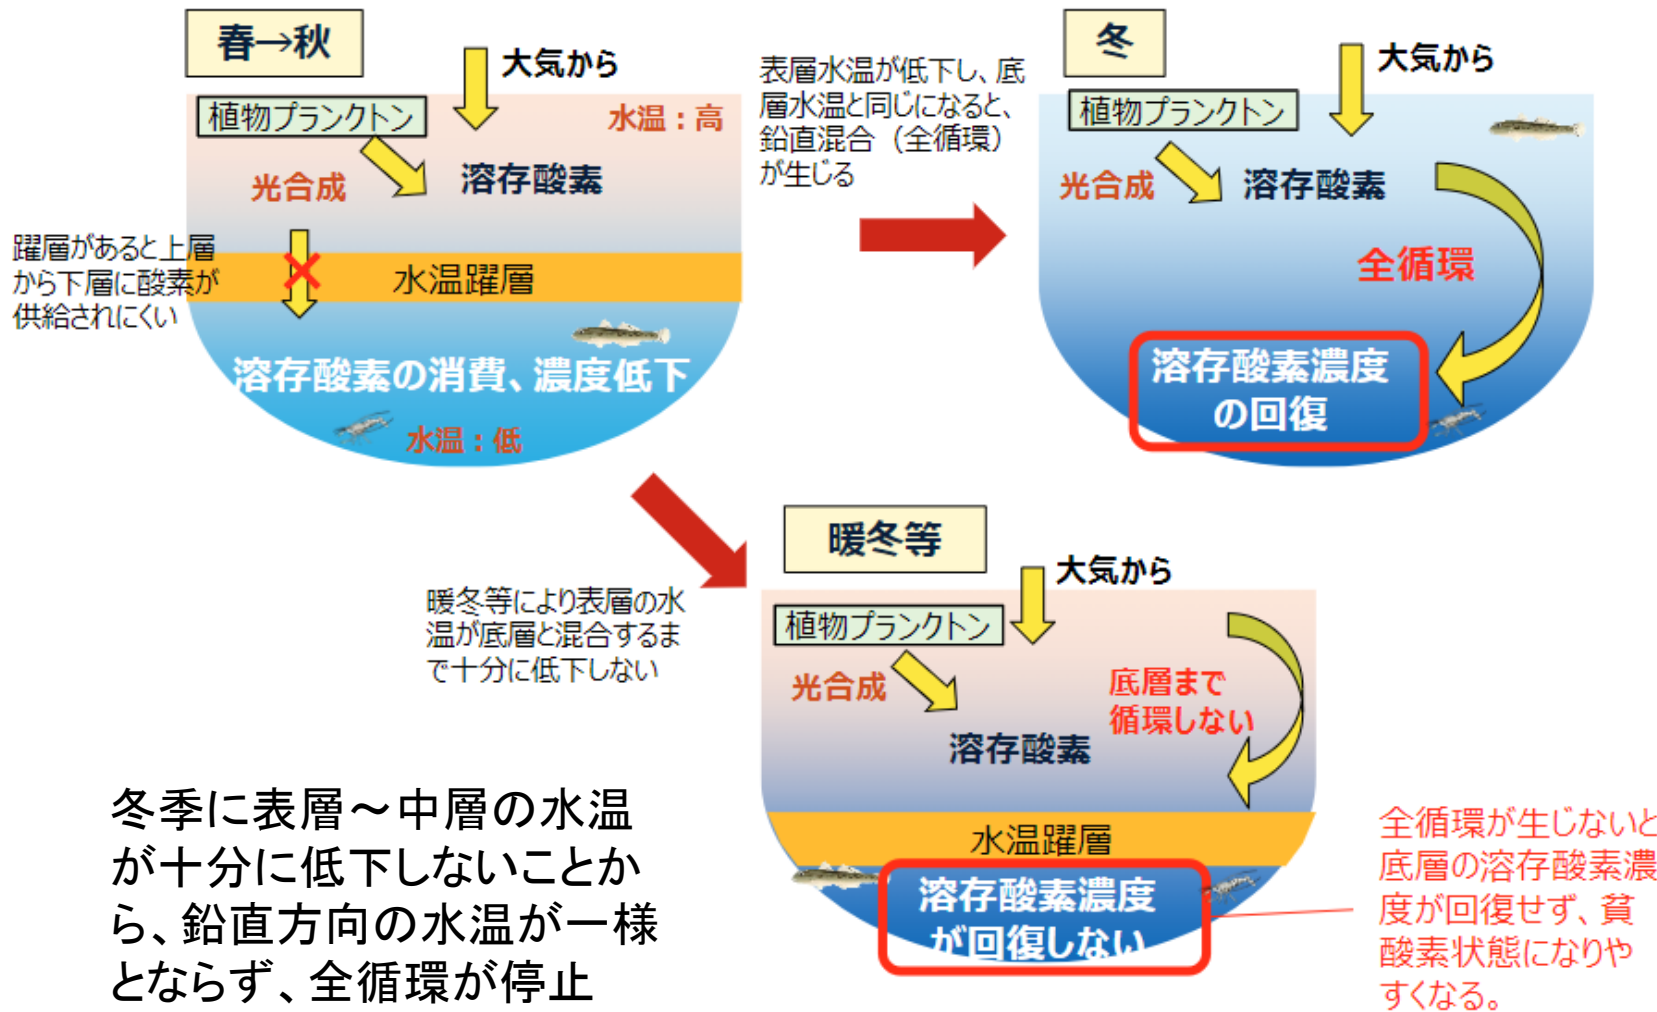 春→秋
大気から
植物プランクトン
水温：高
光合成
溶存酸素
躍層があると上層
から下層に酸素が
供給されにくい
水温躍層
溶存酸素の消費、濃度低下
水温：低
表層水温が低下し、底
層水温と同じになると、
鉛直混合（全循環）
が生じる
冬
大気から
植物プランクトン
光合成
溶存酸素
全循環
溶存酸素濃度
の回復
暖冬等により表層の水
温が底層と混合するま
で十分に低下しない
暖冬等
大気から
植物プランクトン
光合成
溶存酸素
底層まで
循環しない
水温躍層
溶存酸素濃度
が回復しない
全循環が生じないと
底層の溶存酸素濃
度が回復せず、貧
酸素状態になりや
すくなる。
冬季に表層～中層の水温
が十分に低下しないことか
ら、鉛直方向の水温が一様
とならず、全循環が停止